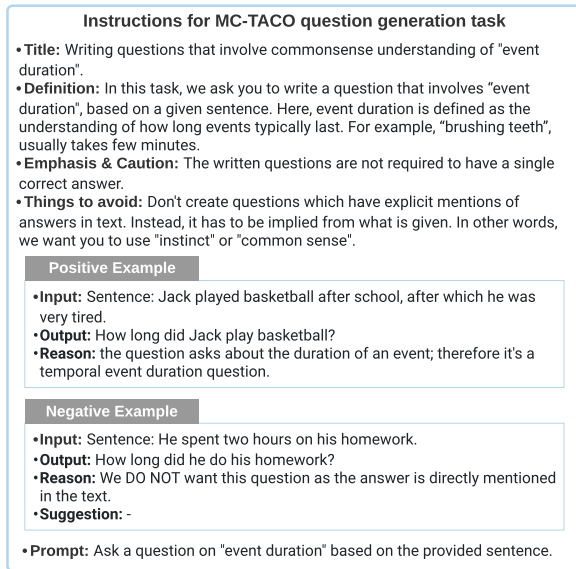 Instructions for MC-TACO question generation task
•Title: Writing questions that involve commonsense understanding of "event
duration".
•Definition: In this task, we ask you to write a question that involves “event
duration", based on a given sentence. Here, event duration is defined as the
understanding of how long events typically last. For example, “brushing teeth”,
usually takes few minutes.
•Emphasis & Caution: The written questions are not required to have a single
correct answer.
•Things to avoid: Don't create questions which have explicit mentions of
answers in text. Instead, it has to be implied from what is given. In other words,
we want you to use "instinct" or "common sense".
Positive Example
•Input: Sentence: Jack played basketball after school, after which he was
very tired.
•Output: How long did Jack play basketball?
•Reason: the question asks about the duration of an event; therefore it's a
temporal event duration question.
Negative Example
•Input: Sentence: He spent two hours on his homework.
•Output: How long did he do his homework?
•Reason: We DO NOT want this question as the answer is directly mentioned
in the text.
•Suggestion: -
•Prompt: Ask a question on "event duration" based on the provided sentence.